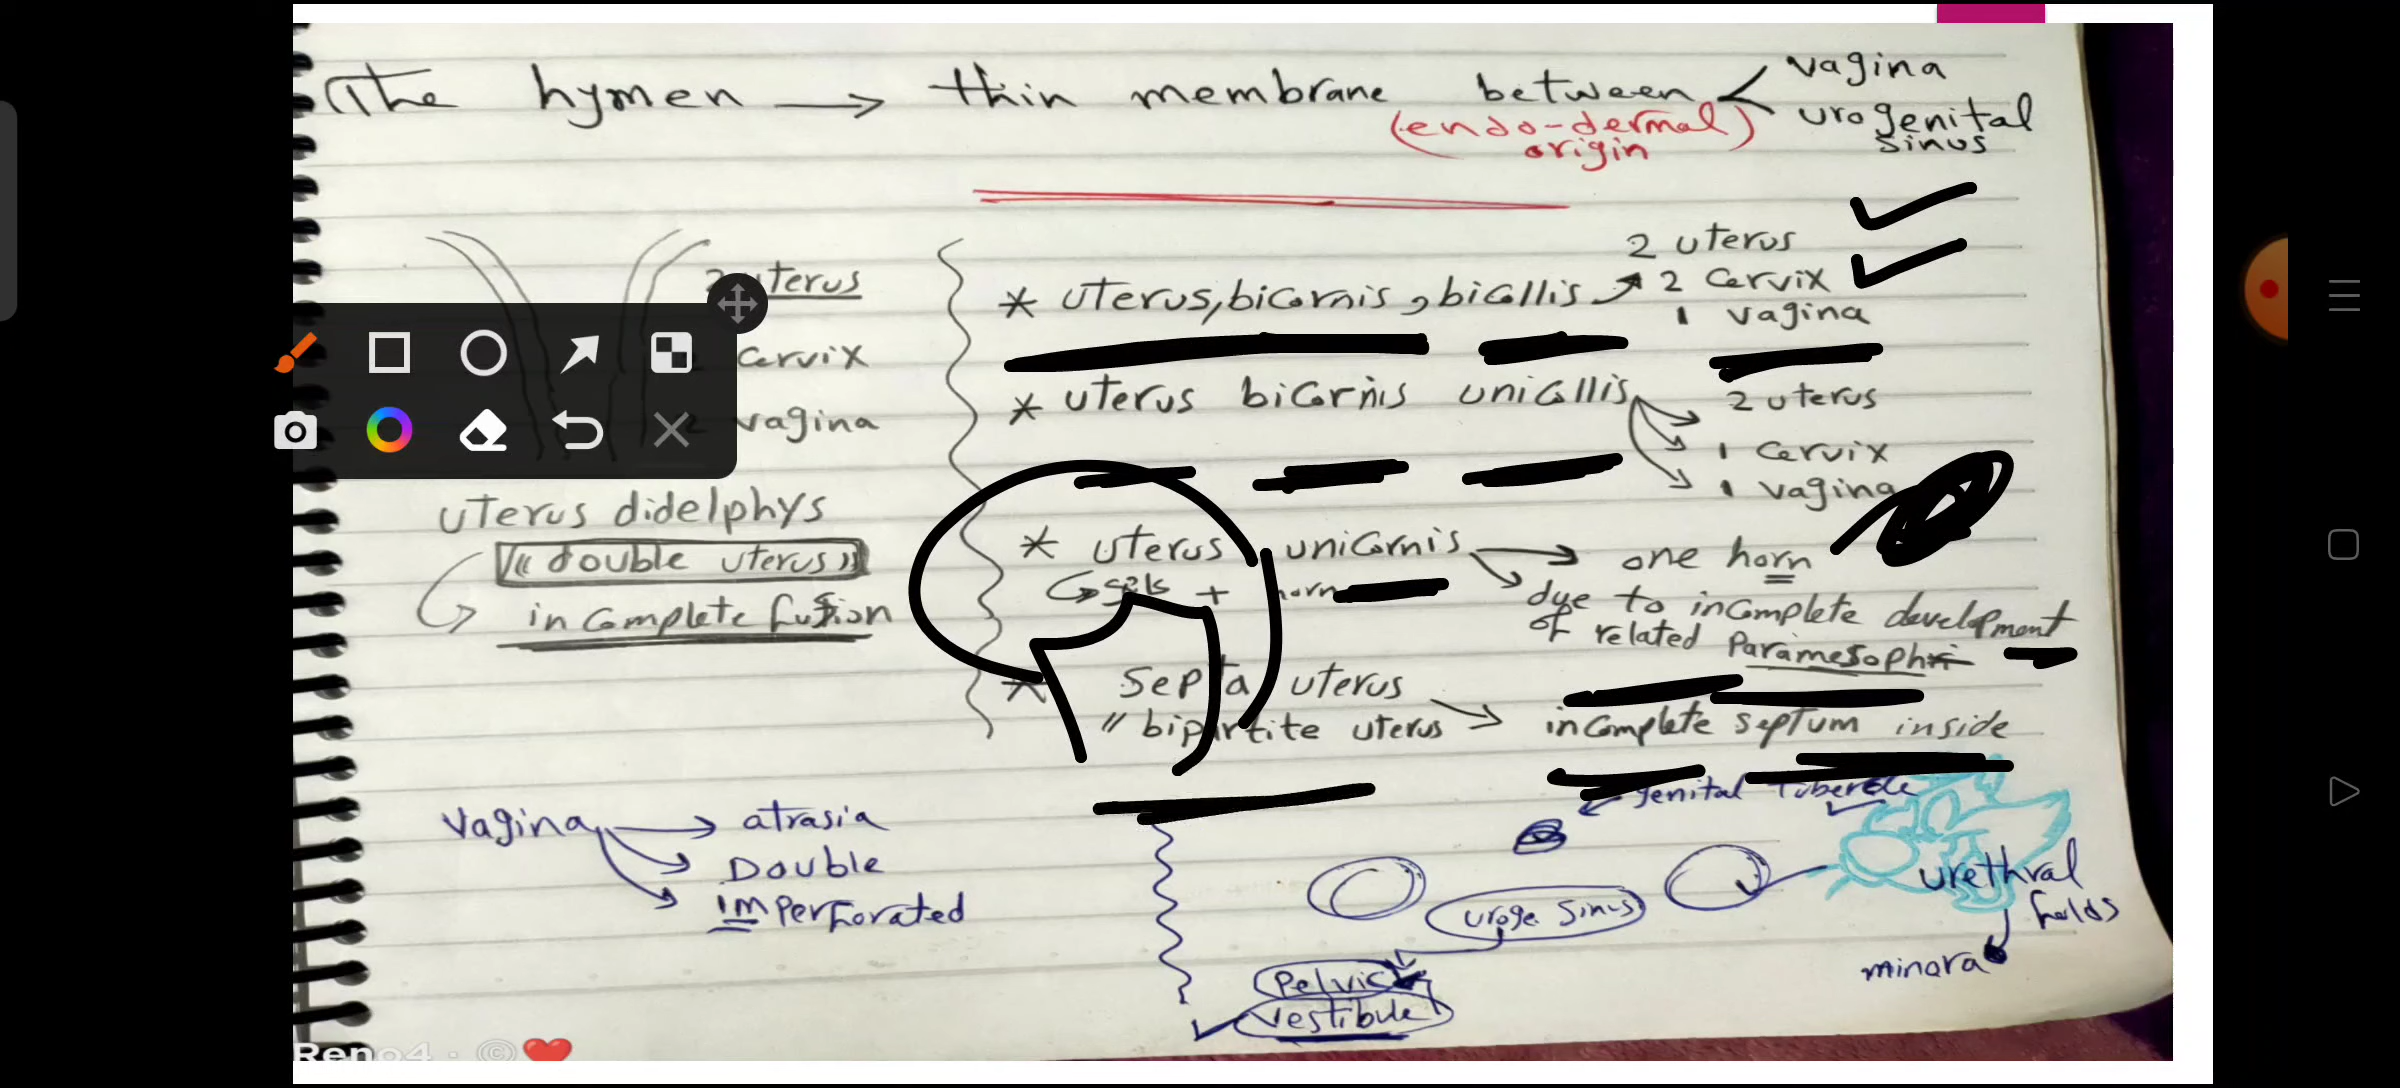 The hymen → thin membrane between < vagina
urogenital
sinus
(endo-dermal)
origin
uterus
cervix
vagina
uterus didelphys
« double uterus »
incomplete fusion
* uterus, bicornis, bicollis
2 uterus
2 cervix
1 vagina
* uterus bicornis unicollis
2 uterus
1 cervix
1 vagina
* uterus unicornis → one horn
+ horn
due to incomplete development
of related Paramesoph
* Septa uterus
" bipartite uterus → incomplete septum inside
Vagina → atrasia
Double
imperforated
genital Tubercle
uroge sinus
Pelvic
vestibule
urethral
folds
minora
Reno4 · ©❤️